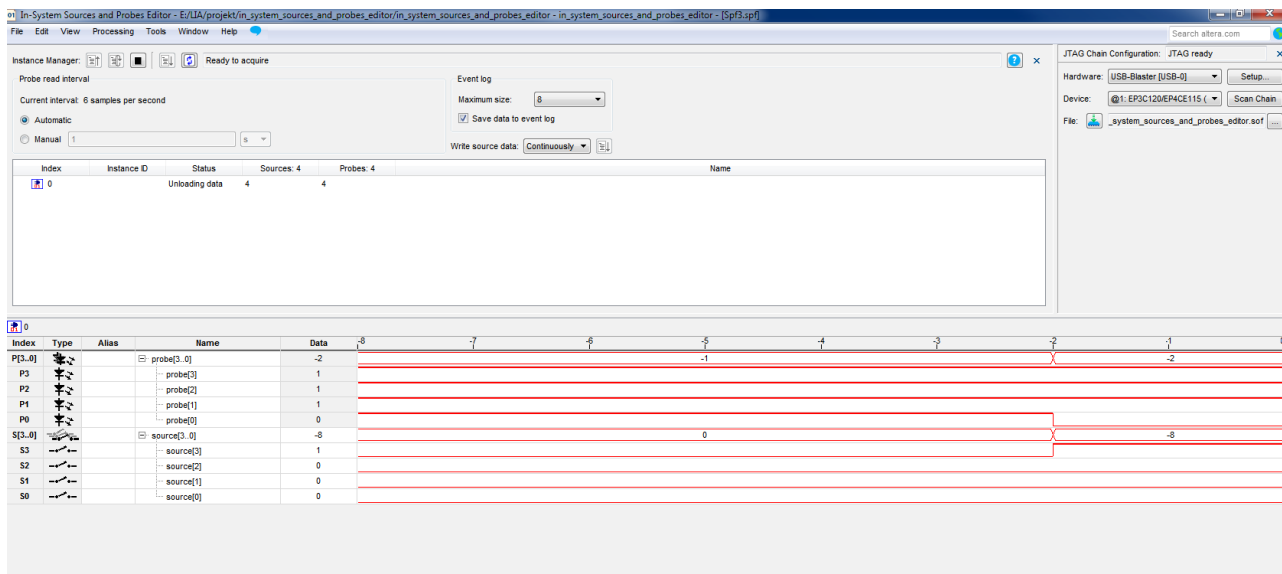 In-System Sources and Probes Editor - E:/LIA/projekt/in_system_sources_and_probes_editor/in_system_sources_and_probes_editor - in_system_sources_and_probes_editor - [Spf3.spf]
File Edit View Processing Tools Window Help
Search altera.com
Instance Manager: Ready to acquire
JTAG Chain Configuration: JTAG ready
Probe read interval
Event log
Hardware: USB-Blaster [USB-0] Setup...
Current interval: 6 samples per second
Maximum size: 8
Device: @1: EP3C120/EP4CE115 ( Scan Chain
Automatic
Save data to event log
File: _system_sources_and_probes_editor.sof ...
Manual 1 s
Write source data: Continuously
Index Instance ID Status Sources: 4 Probes: 4 Name
0 Unloading data 4 4
0
Index Type Alias Name Data -8 -7 -6 -5 -4 -3 -2 -1 0
P[3..0] probe[3..0] -2 -1 -2
P3 probe[3] 1
P2 probe[2] 1
P1 probe[1] 1
P0 probe[0] 0
S[3..0] source[3..0] -8 0 -8
S3 source[3] 1
S2 source[2] 0
S1 source[1] 0
S0 source[0] 0